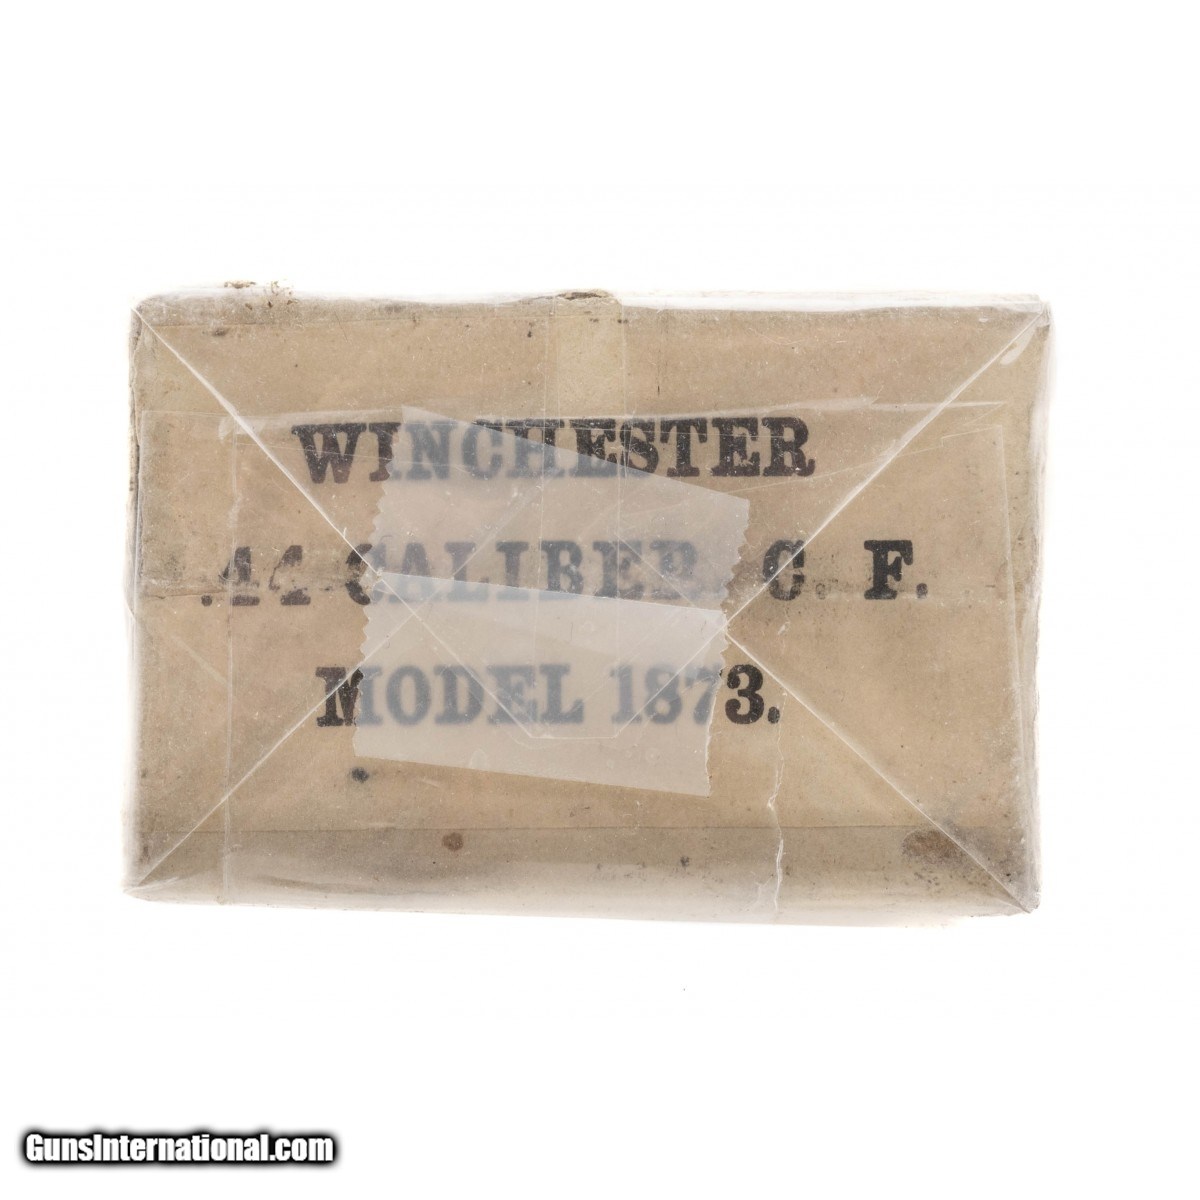 WINCHESTER
.44 CALIBER, C. F.
MODEL 1873.
GunsInternational.com